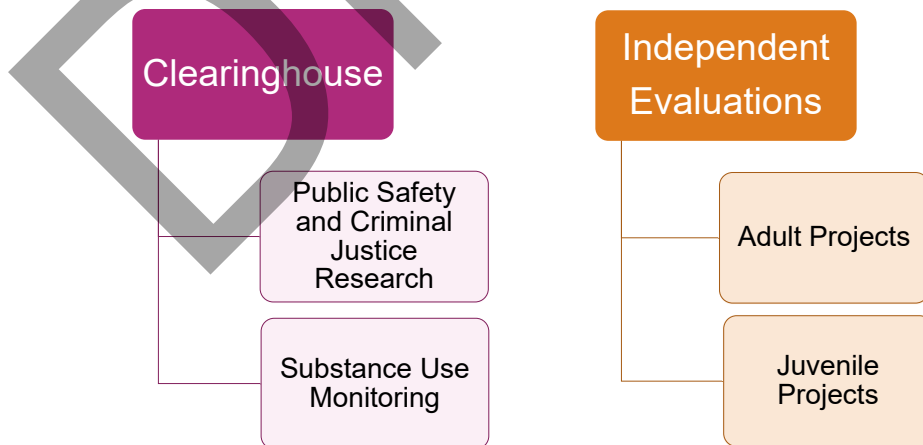 Clearinghouse
Public Safety
and Criminal
Justice
Research
Substance Use
Monitoring
Independent
Evaluations
Adult Projects
Juvenile
Projects